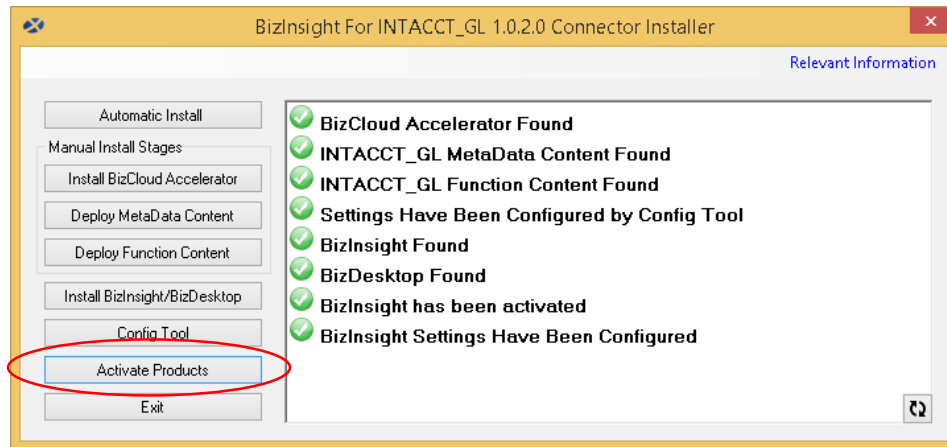 BizInsight For INTACCT_GL 1.0.2.0 Connector Installer
Relevant Information
Automatic Install
Manual Install Stages
Install BizCloud Accelerator
Deploy MetaData Content
Deploy Function Content
Install BizInsight/BizDesktop
Config Tool
Activate Products
Exit
BizCloud Accelerator Found
INTACCT_GL MetaData Content Found
INTACCT_GL Function Content Found
Settings Have Been Configured by Config Tool
BizInsight Found
BizDesktop Found
BizInsight has been activated
BizInsight Settings Have Been Configured